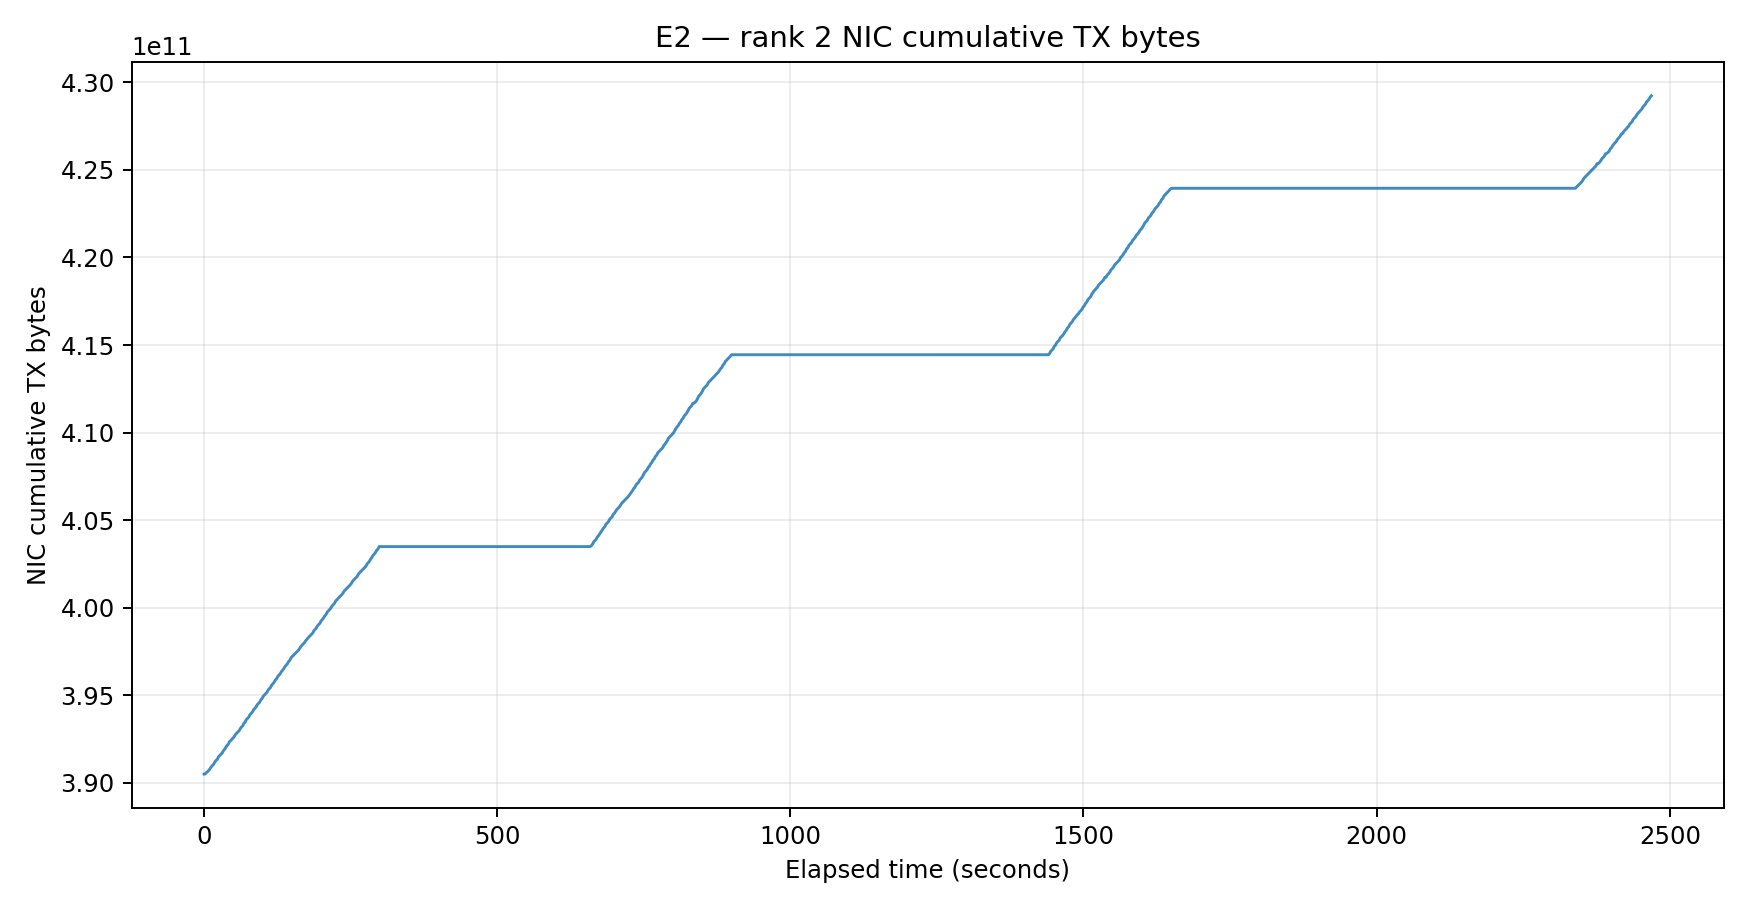 E2 — rank 2 NIC cumulative TX bytes
1e11
4.30
4.25
4.20
4.15
4.10
4.05
4.00
3.95
3.90
NIC cumulative TX bytes
0 500 1000 1500 2000 2500
Elapsed time (seconds)